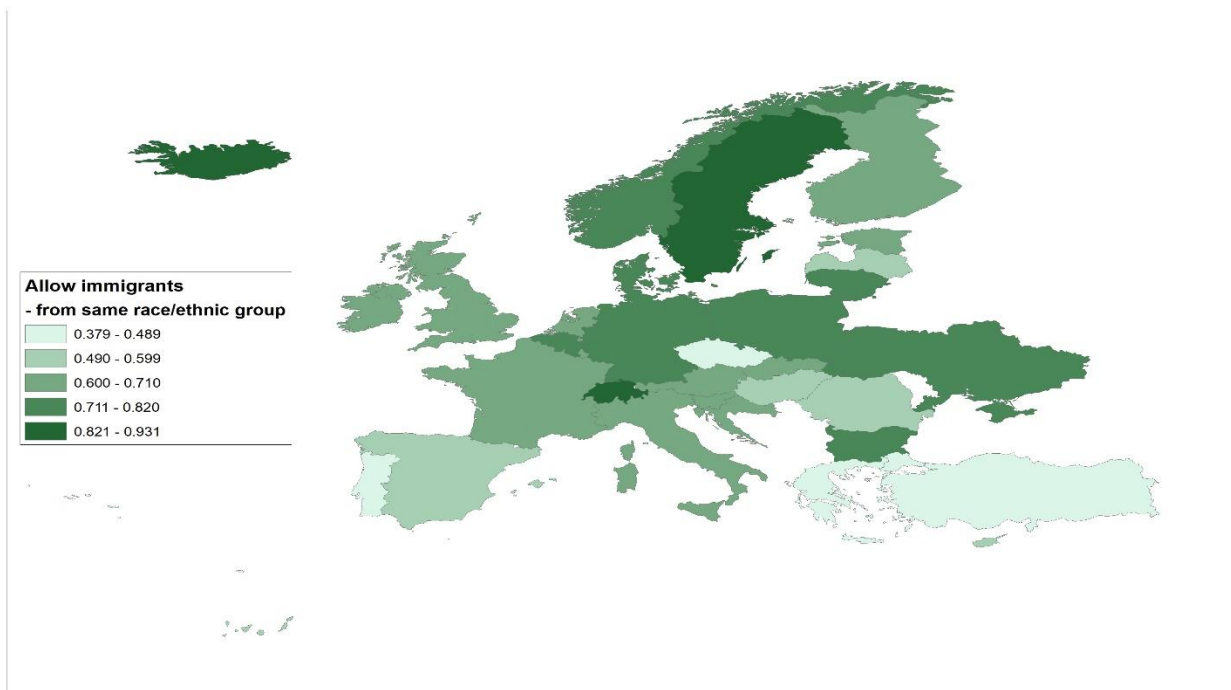 Allow immigrants
- from same race/ethnic group
0.379 - 0.489
0.490 - 0.599
0.600 - 0.710
0.711 - 0.820
0.821 - 0.931